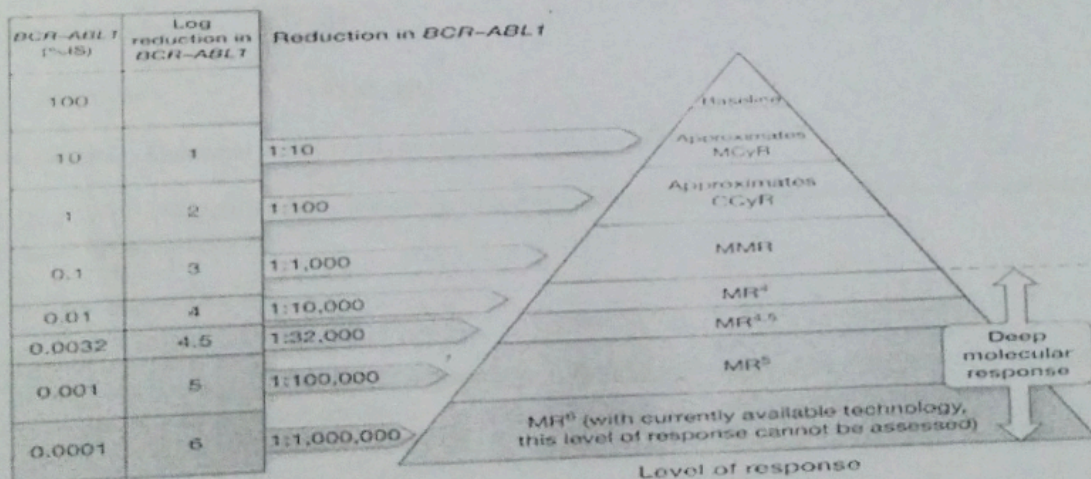 BCR-ABL1
(%IS)
Log
reduction in
BCR-ABL1
Reduction in BCR-ABL1
100
Baseline
10
1
1:10
Approximates
MCyR
1
2
1:100
Approximates
CCyR
0.1
3
1:1,000
MMR
0.01
4
1:10,000
MR⁴
0.0032
4.5
1:32,000
MR⁴·⁵
0.001
5
1:100,000
MR⁵
Deep
molecular
response
0.0001
6
1:1,000,000
MR⁶ (with currently available technology,
this level of response cannot be assessed)
Level of response